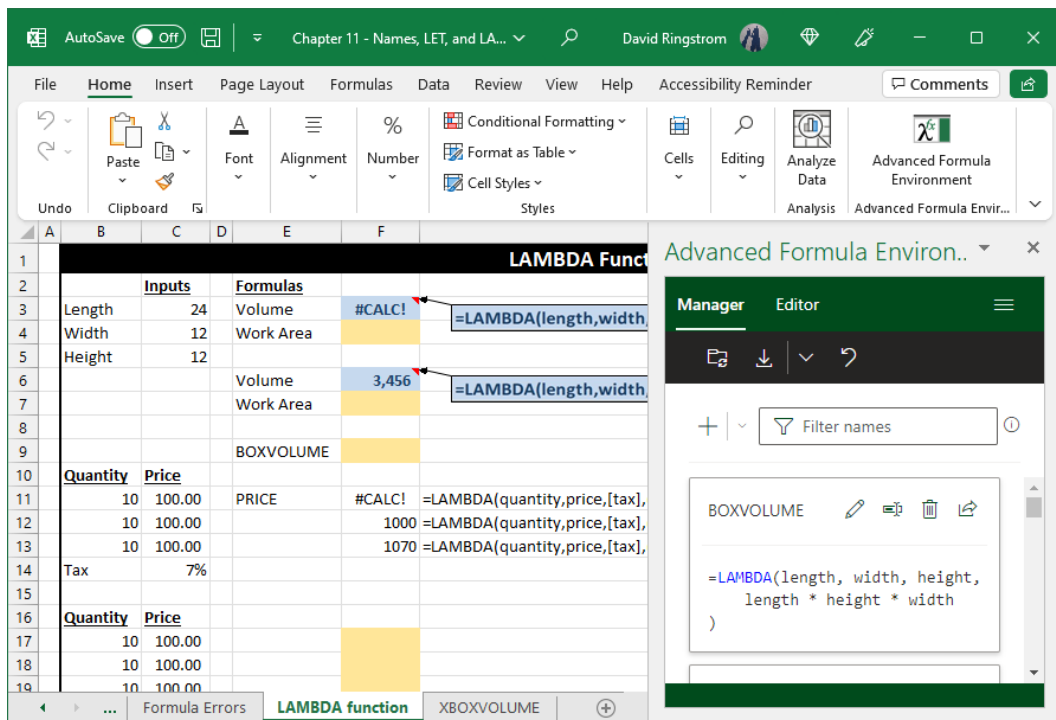 AutoSave Off Chapter 11 - Names, LET, and LA... David Ringstrom
File Home Insert Page Layout Formulas Data Review View Help Accessibility Reminder Comments
Paste
Clipboard
Undo
Font
Alignment
%
Number
Conditional Formatting
Format as Table
Cell Styles
Styles
Cells
Editing
Analyze
Data
Analysis
Advanced Formula
Environment
Advanced Formula Envir...
A B C D E F
1 LAMBDA Funct
2 Inputs Formulas
3 Length 24 Volume #CALC! =LAMBDA(length,width,
4 Width 12 Work Area
5 Height 12
6 Volume 3,456 =LAMBDA(length,width,
7 Work Area
8
9 BOXVOLUME
10 Quantity Price
11 10 100.00 PRICE #CALC! =LAMBDA(quantity,price,[tax],
12 10 100.00 1000 =LAMBDA(quantity,price,[tax],
13 10 100.00 1070 =LAMBDA(quantity,price,[tax],
14 Tax 7%
15
16 Quantity Price
17 10 100.00
18 10 100.00
19 10 100.00
... Formula Errors LAMBDA function XBOXVOLUME
Advanced Formula Environ..
Manager Editor
Filter names
BOXVOLUME
=LAMBDA(length, width, height,
length * height * width
)